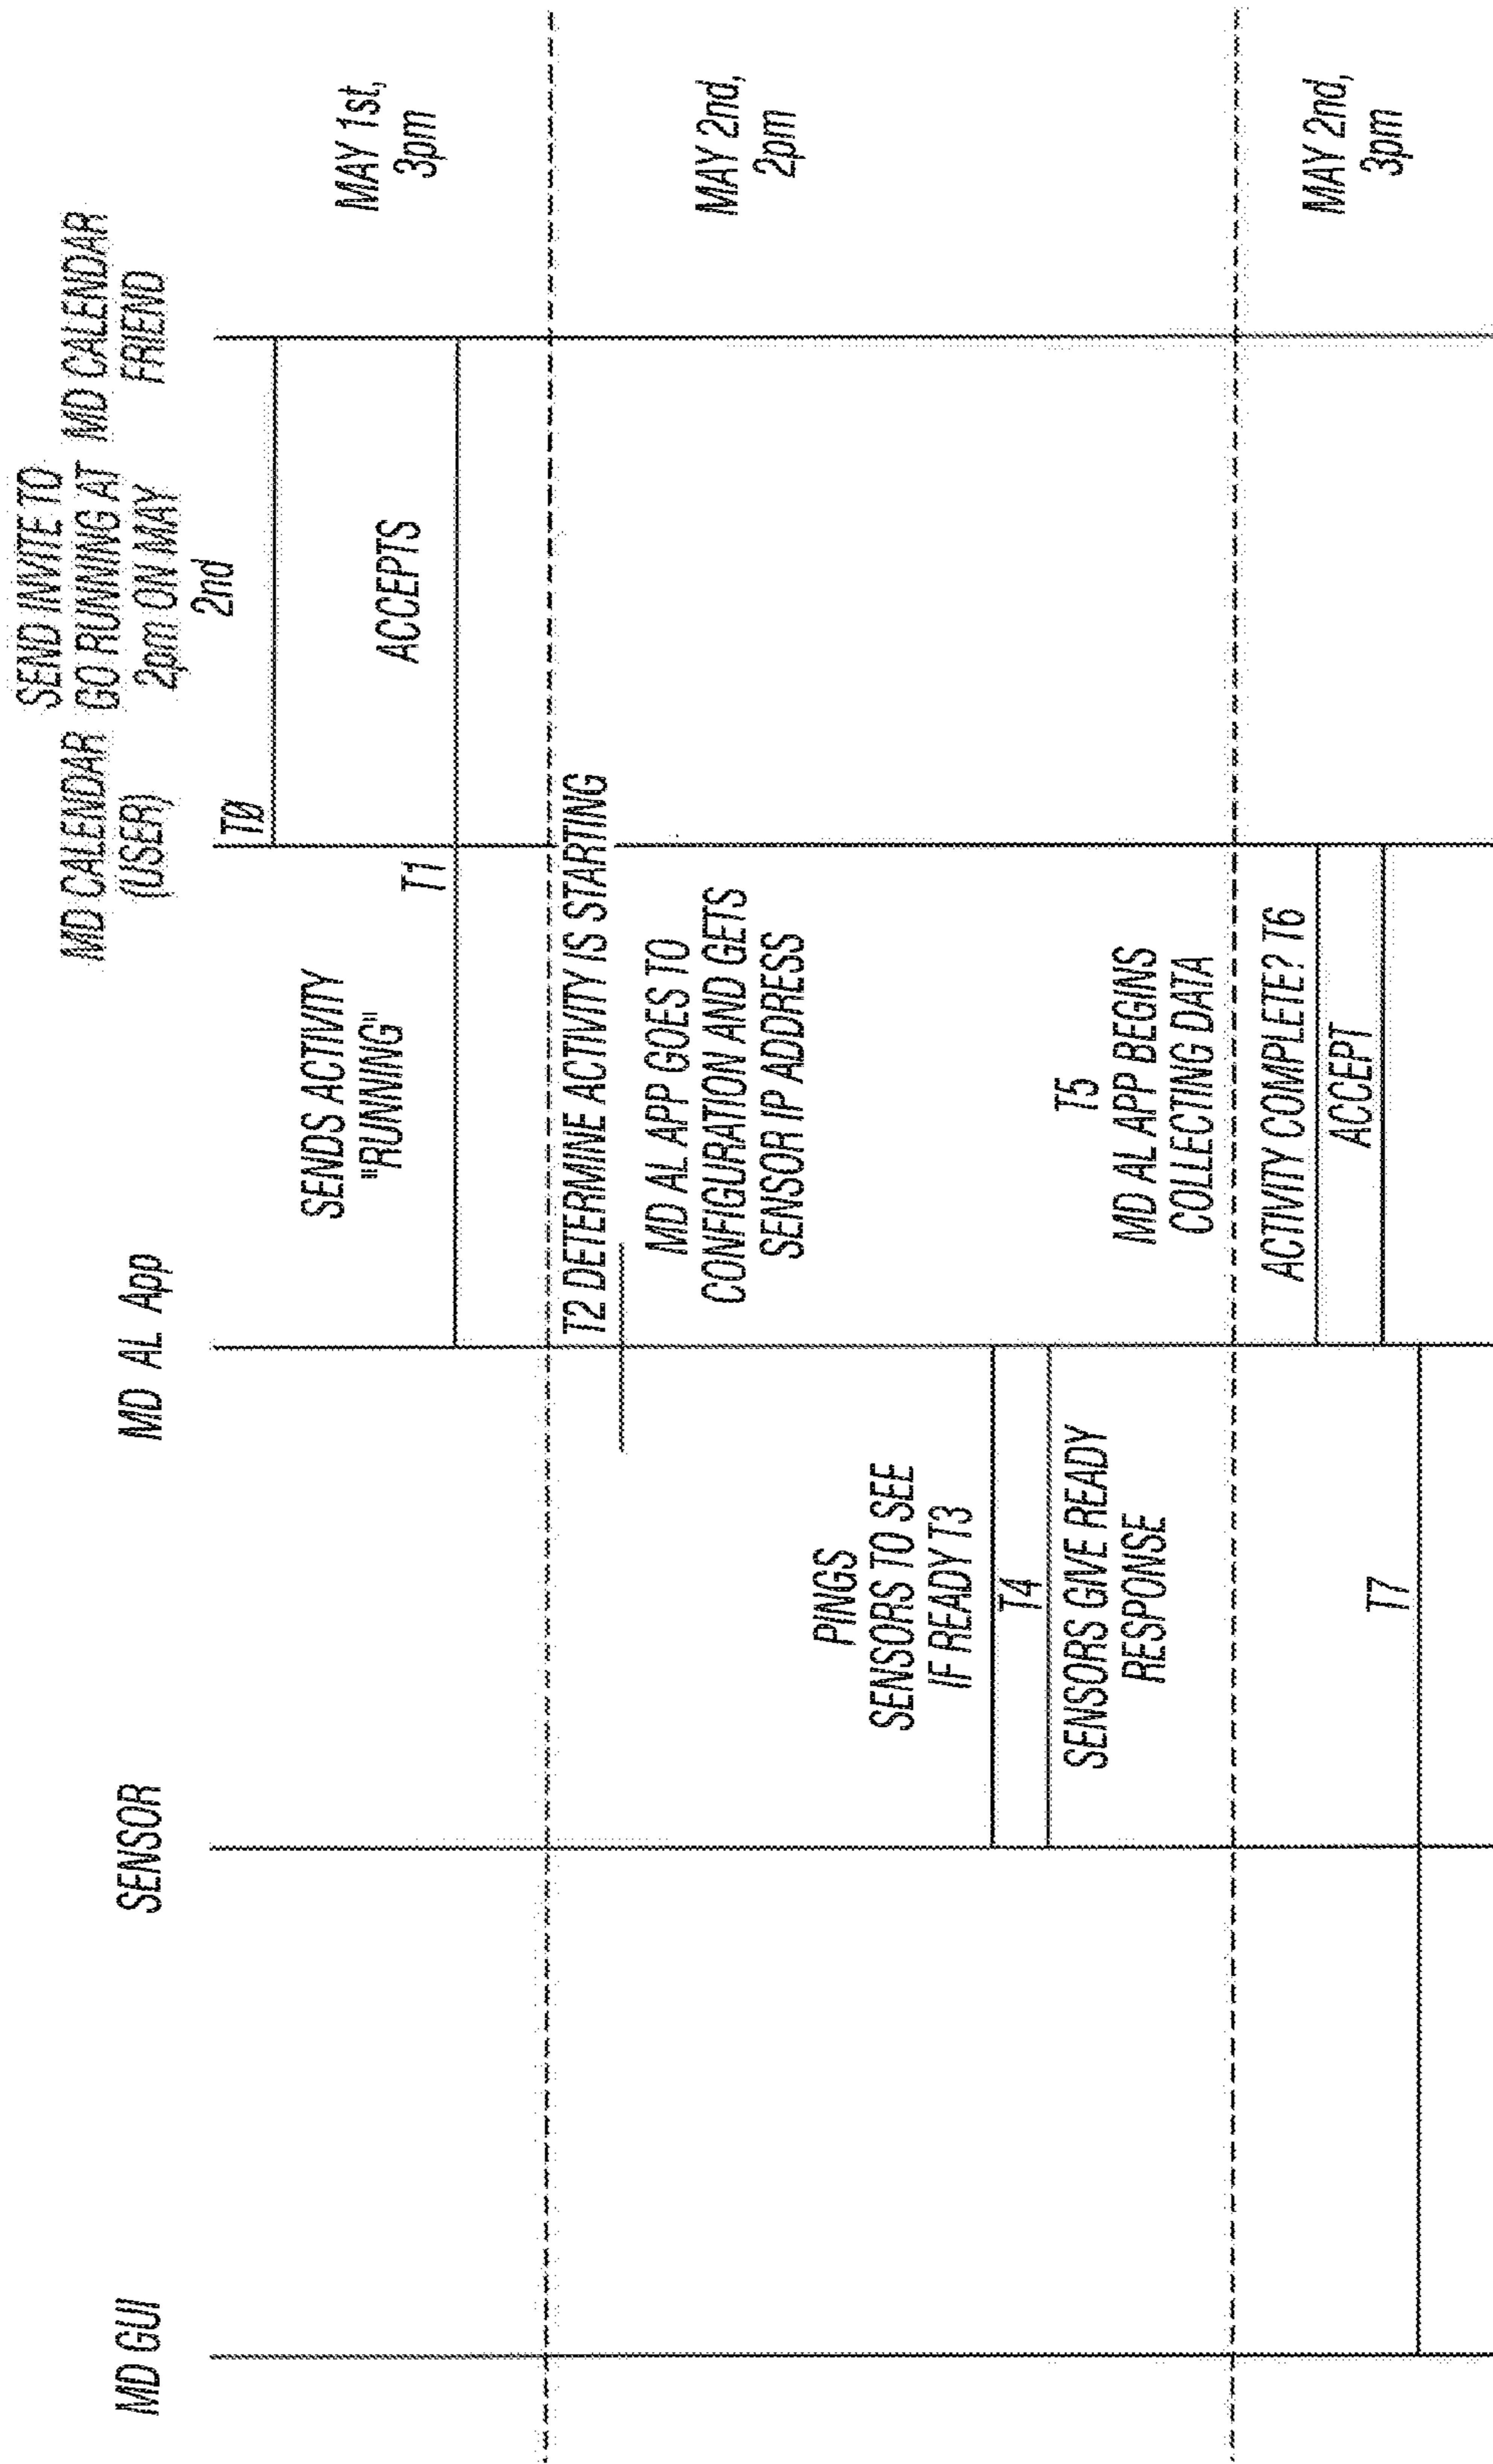 MD GUI
SENSOR
MD AL App
MD CALENDAR
(USER)
SEND INVITE TO
GO RUNNING AT
2pm ON MAY
2nd
MD CALENDAR
FRIEND
TØ
SENDS ACTIVITY
"RUNNING"
T1
ACCEPTS
MAY 1st,
3pm
T2 DETERMINE ACTIVITY IS STARTING
MD AL APP GOES TO
CONFIGURATION AND GETS
SENSOR IP ADDRESS
MAY 2nd,
2pm
PINGS
SENSORS TO SEE
IF READY T3
T4
SENSORS GIVE READY
RESPONSE
T5
MD AL APP BEGINS
COLLECTING DATA
ACTIVITY COMPLETE? T6
ACCEPT
T7
MAY 2nd,
3pm